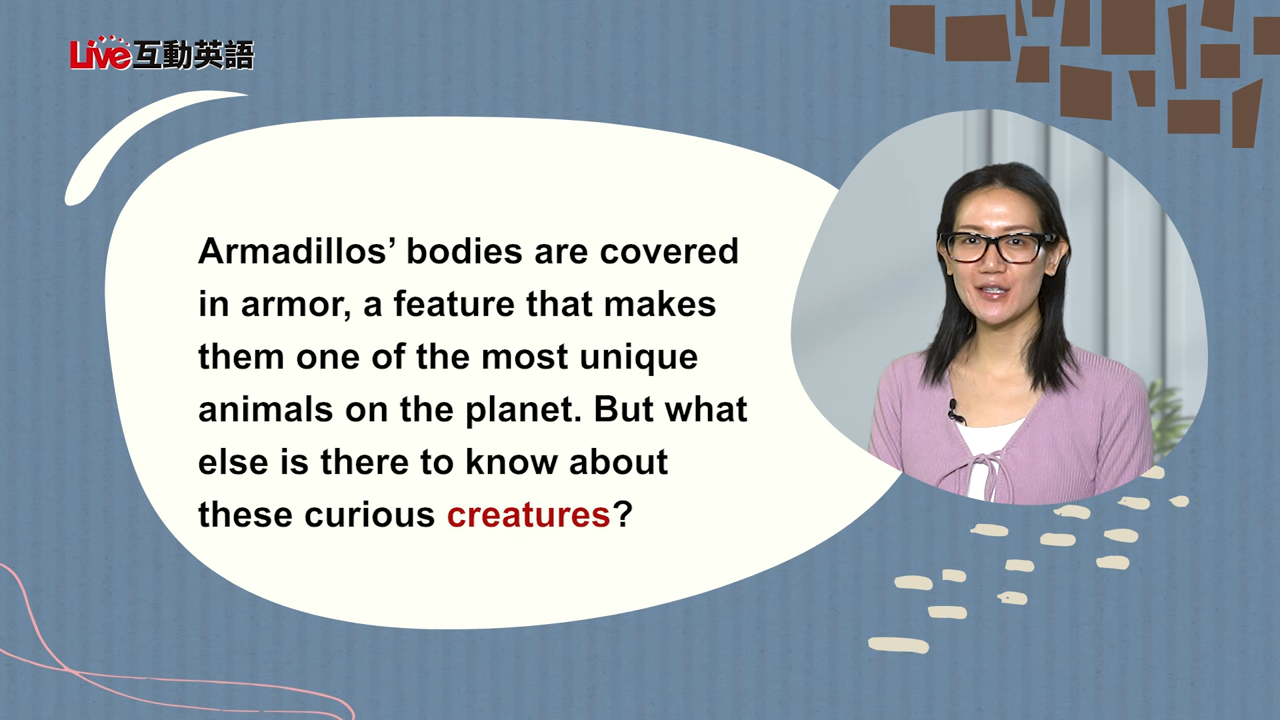 Live互動英語
Armadillos’ bodies are covered
in armor, a feature that makes
them one of the most unique
animals on the planet. But what
else is there to know about
these curious creatures?